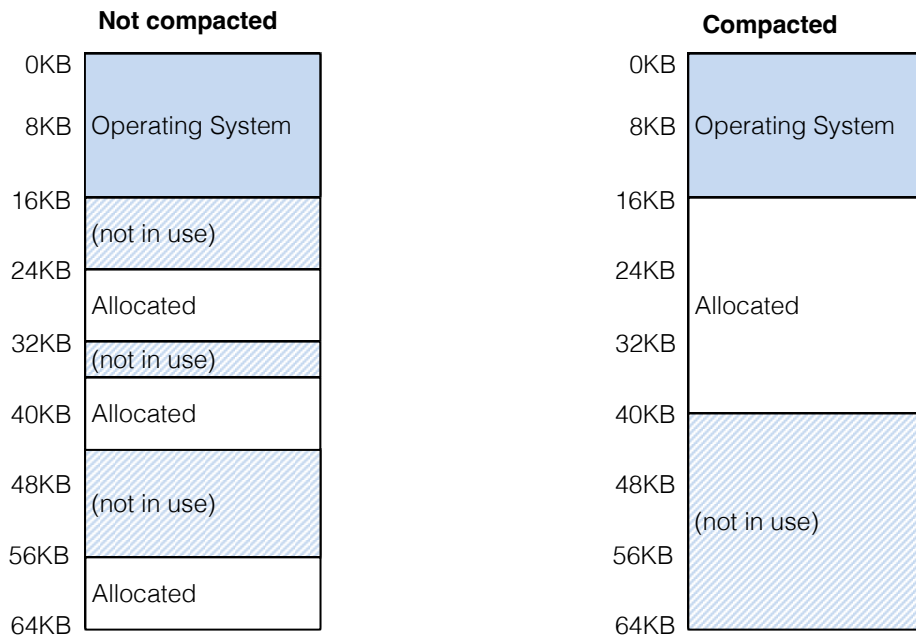 Not compacted
0KB
8KB
Operating System
16KB
(not in use)
24KB
Allocated
32KB
(not in use)
40KB
Allocated
48KB
(not in use)
56KB
Allocated
64KB
Compacted
0KB
8KB
Operating System
16KB
24KB
Allocated
32KB
40KB
48KB
(not in use)
56KB
64KB